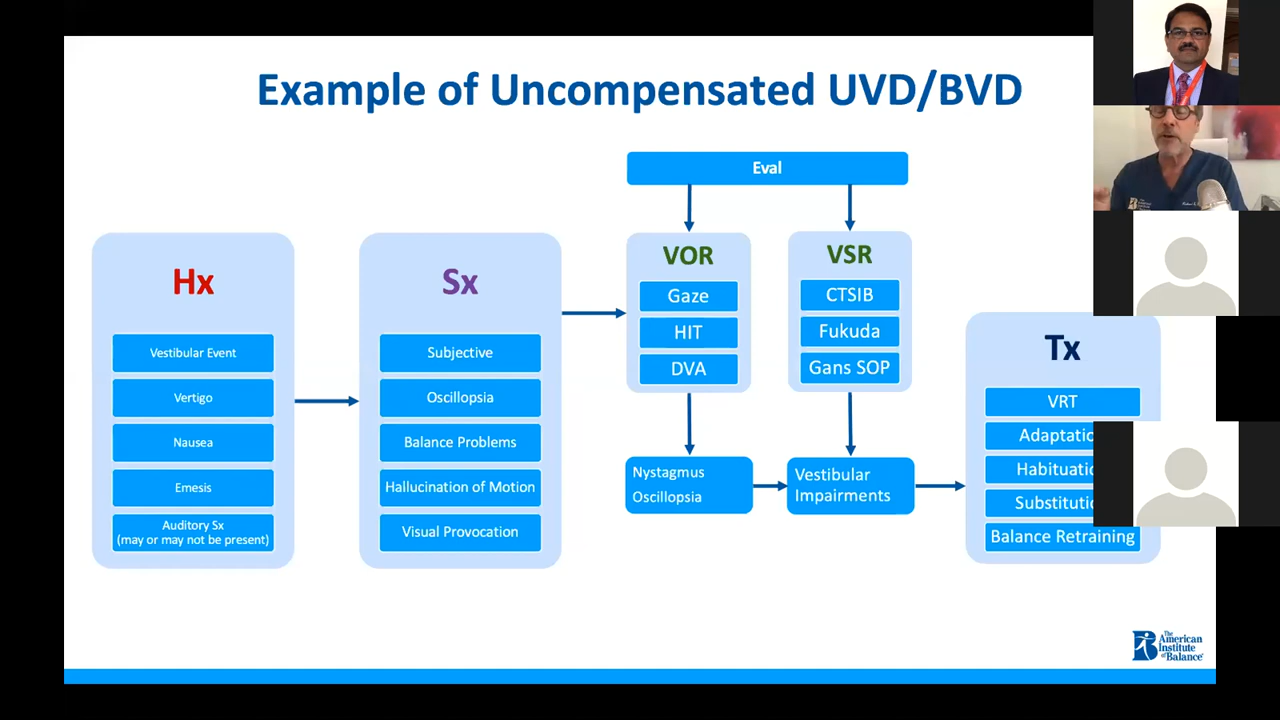 Example of Uncompensated UVD/BVD
Hx
Vestibular Event
Vertigo
Nausea
Emesis
Auditory Sx
(may or may not be present)
Sx
Subjective
Oscillopsia
Balance Problems
Hallucination of Motion
Visual Provocation
Eval
VOR
Gaze
HIT
DVA
Nystagmus
Oscillopsia
VSR
CTSIB
Fukuda
Gans SOP
Vestibular
Impairments
Tx
VRT
Adaptatio
Habituatio
Substitutio
Balance Retraining
The
American
Institute
of Balance